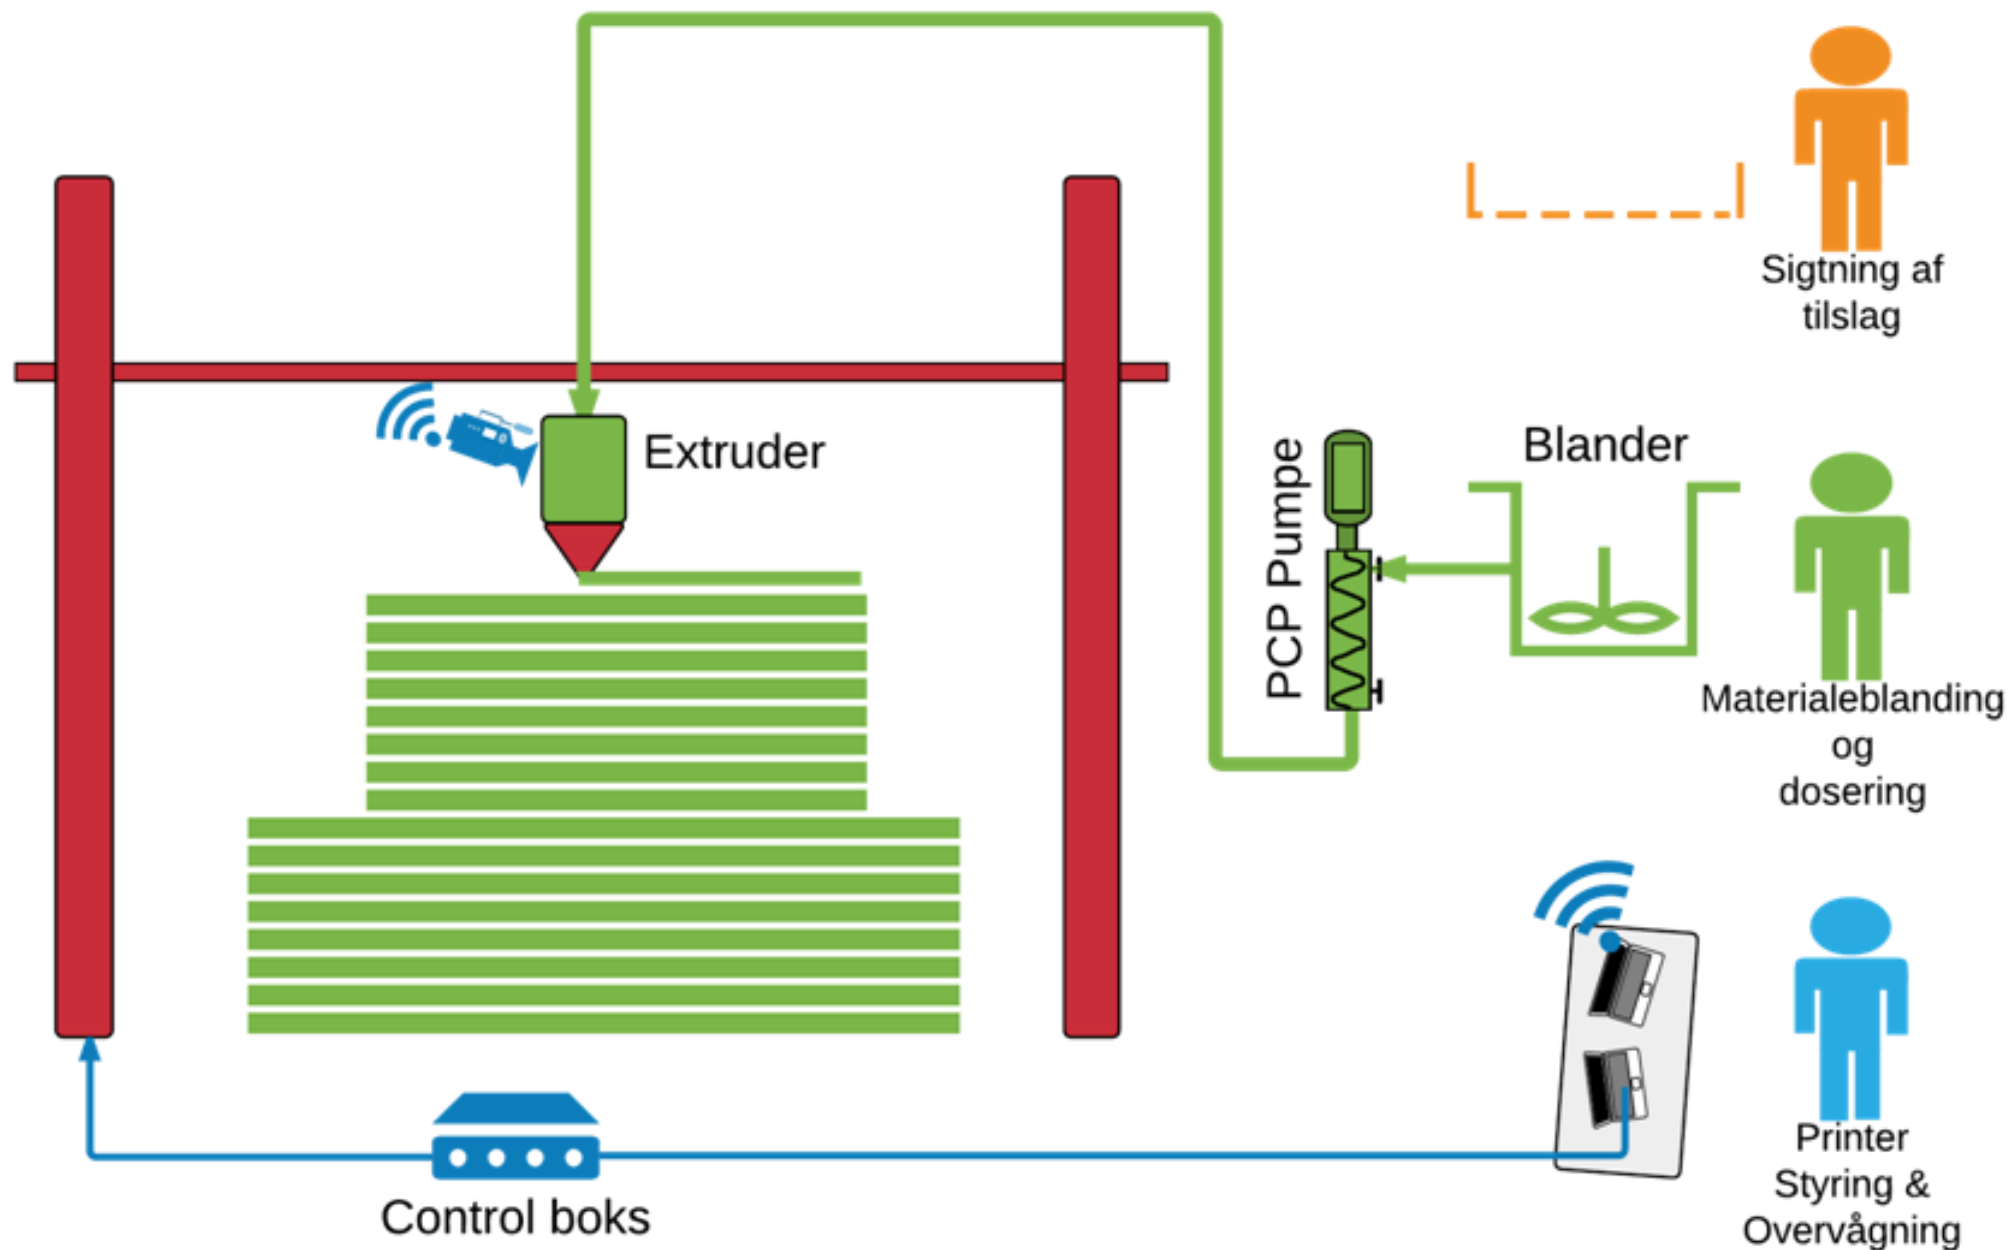 Sigtning af
tilslag
Extruder
PCP Pumpe
Blander
Materialeblanding
og
dosering
Control boks
Printer
Styring &
Overvågning